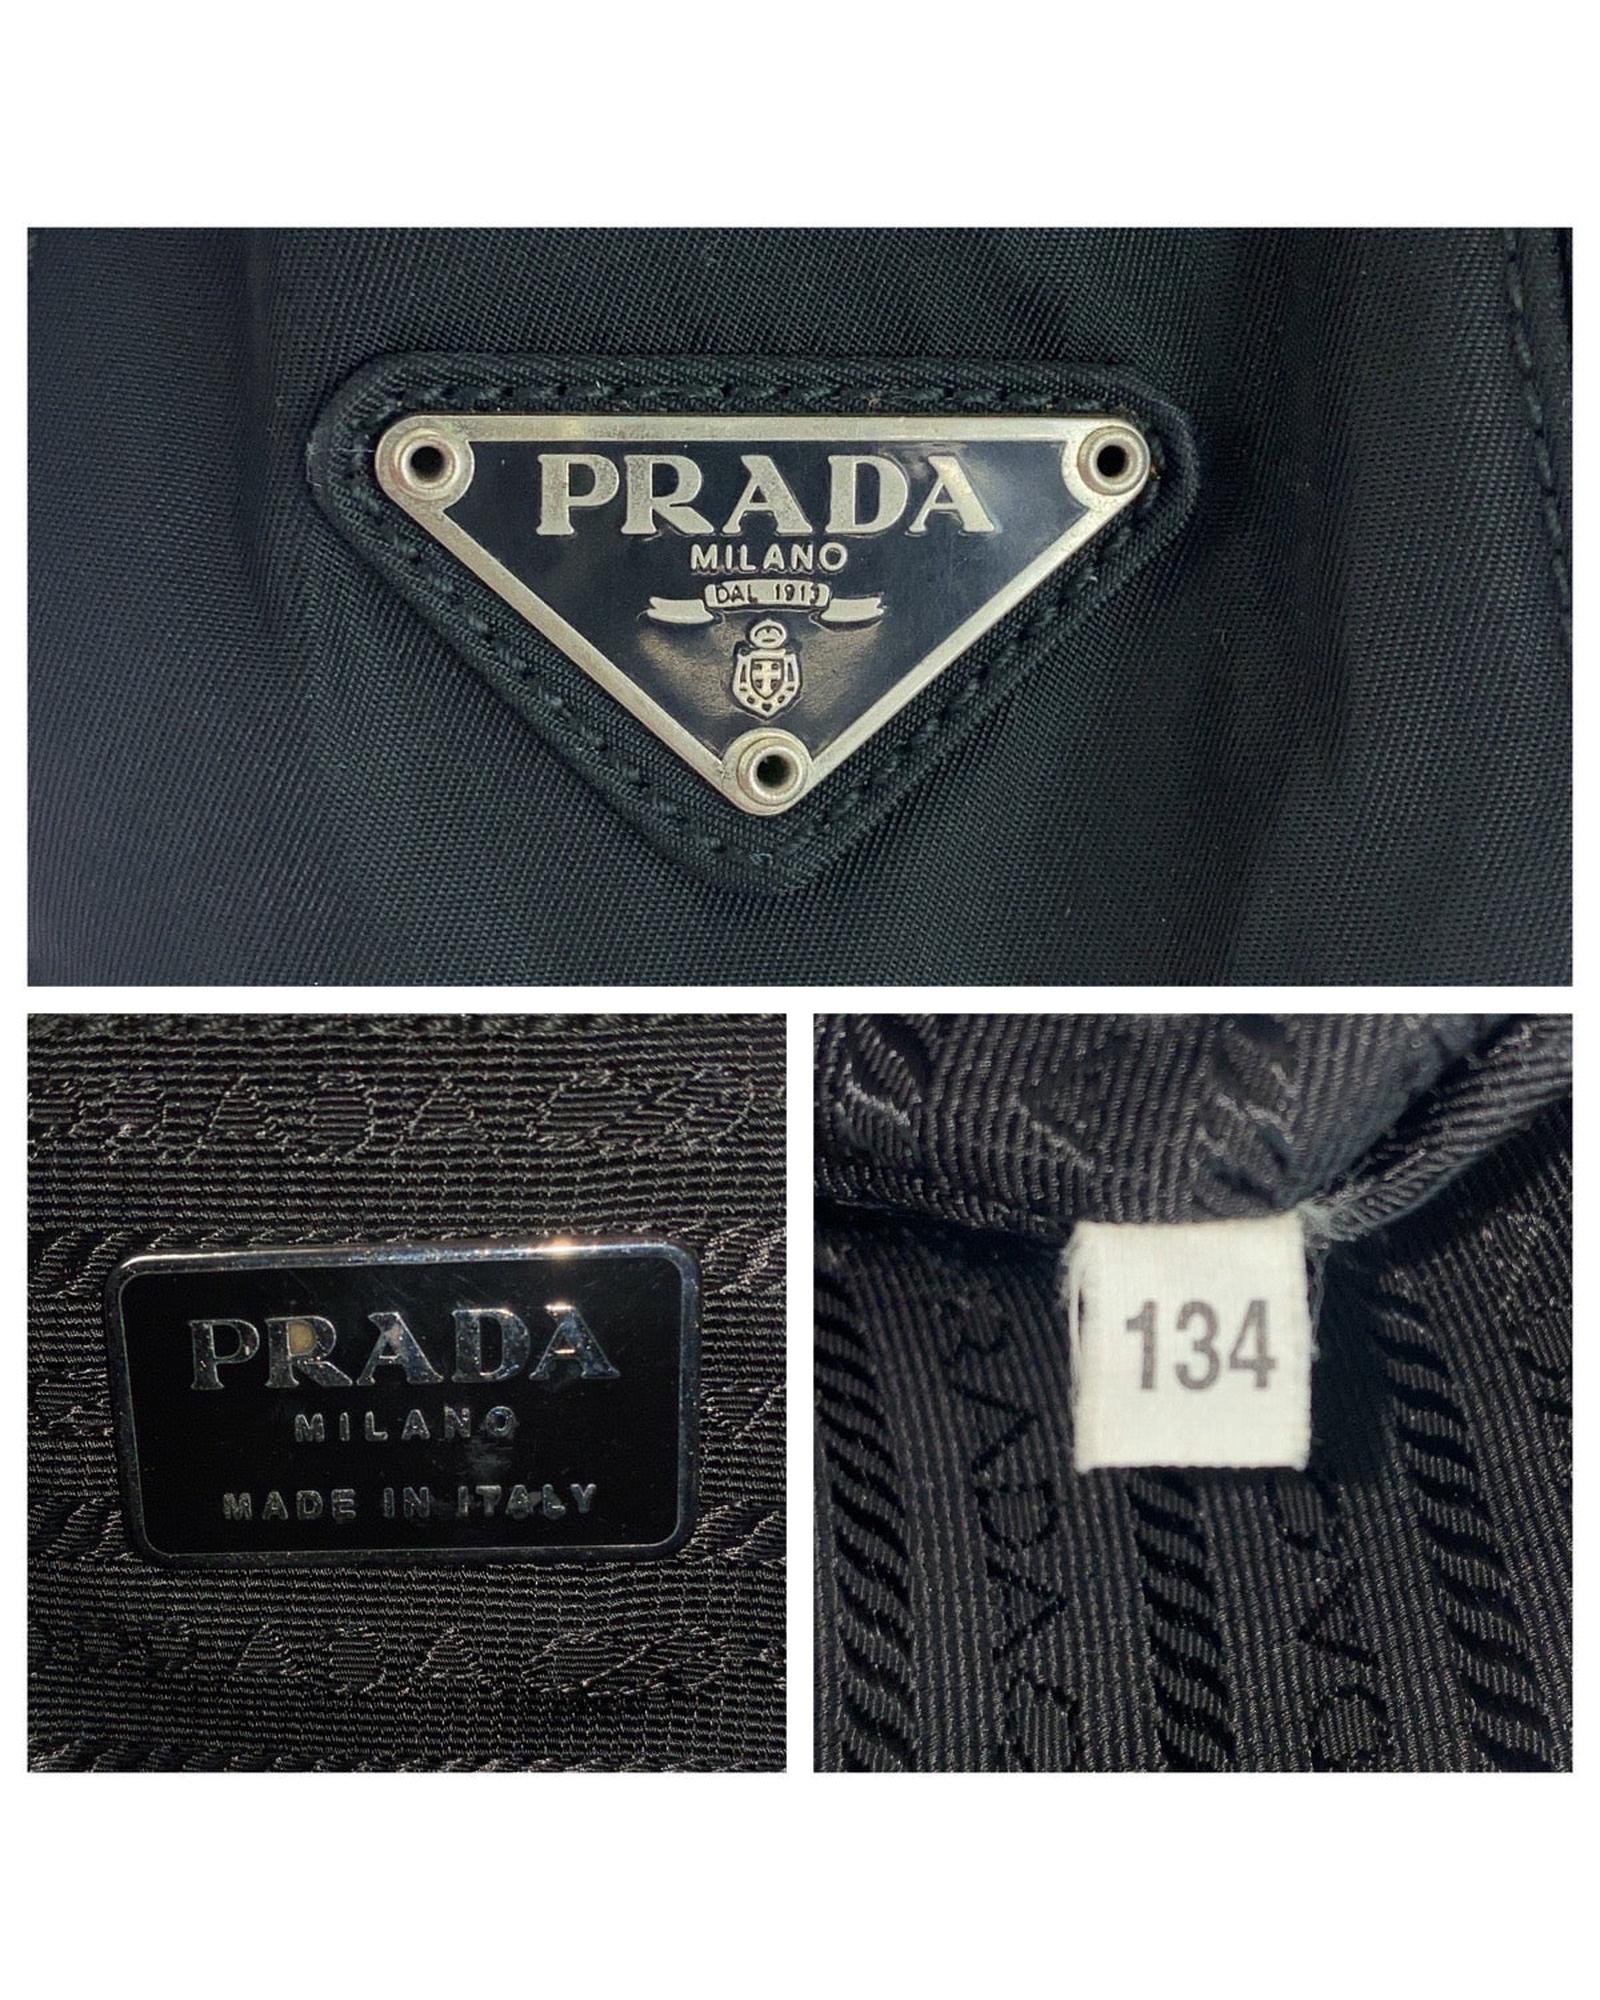 PRADA
MILANO
DAL 1913
PRADA
MILANO
MADE IN ITALY
134